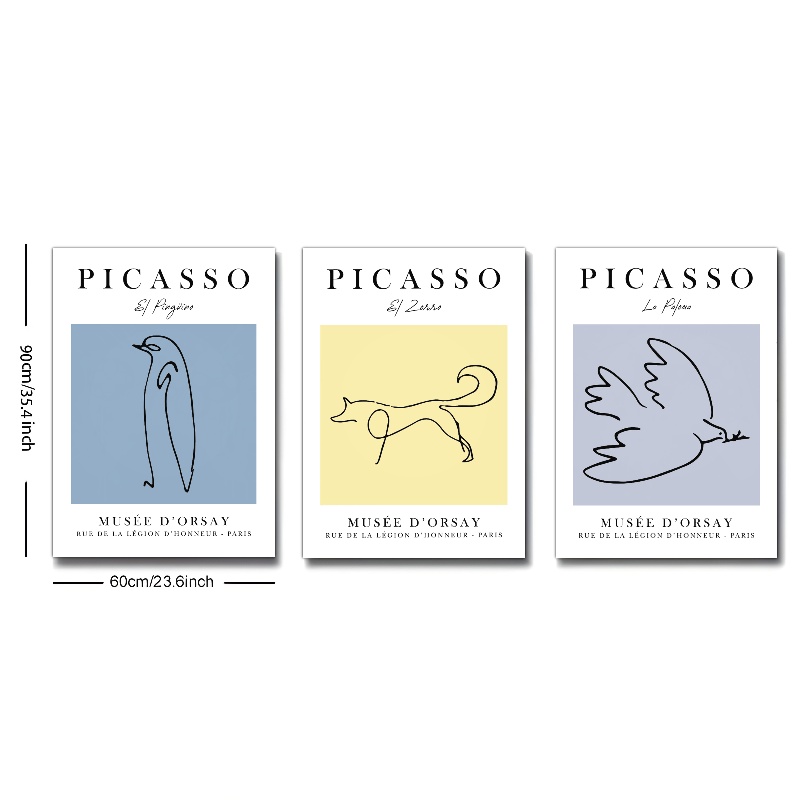 PICASSO
El Pingüino
MUSÉE D'ORSAY
RUE DE LA LÉGION D'HONNEUR - PARIS
PICASSO
El Zorro
MUSÉE D'ORSAY
RUE DE LA LÉGION D'HONNEUR - PARIS
PICASSO
La Paloma
MUSÉE D'ORSAY
RUE DE LA LÉGION D'HONNEUR - PARIS
90cm/35.4 inch
60cm/23.6inch